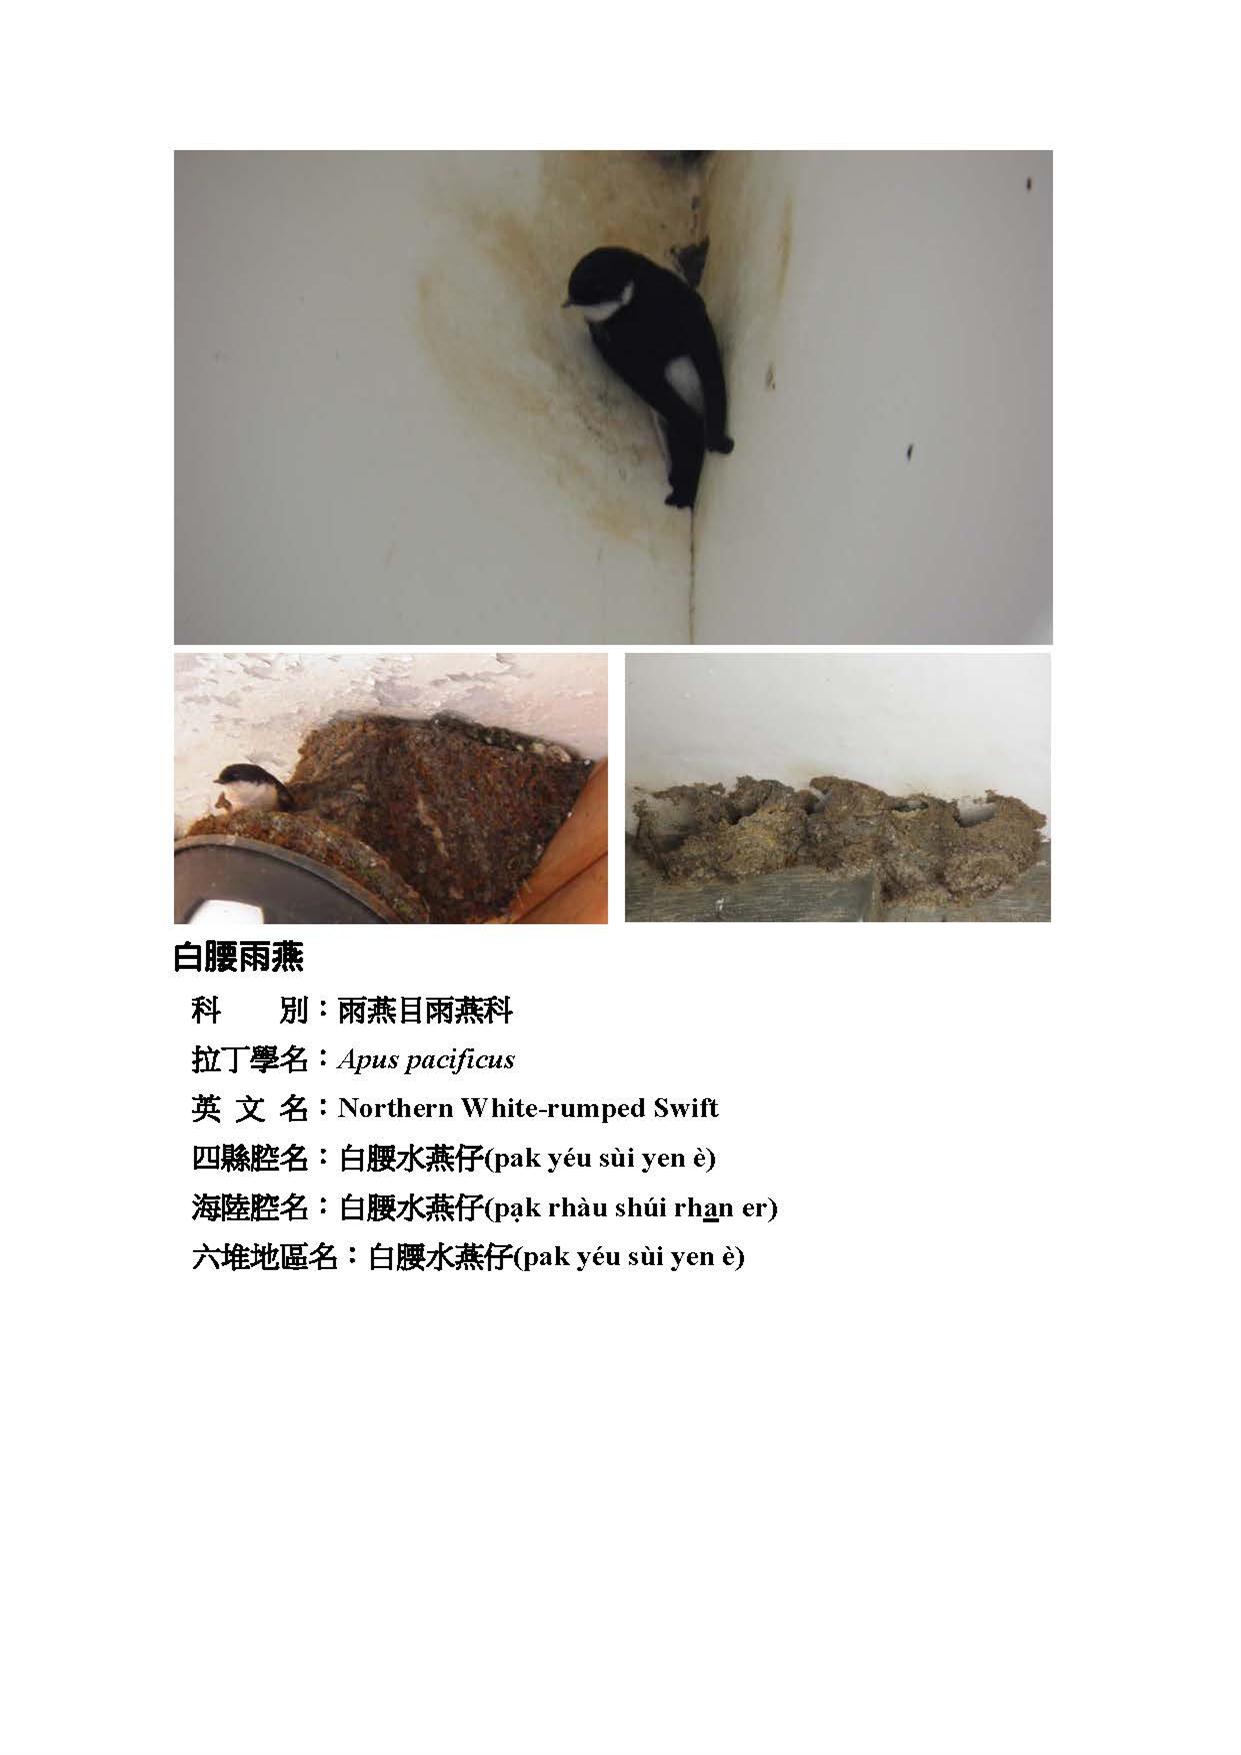 白腰雨燕
科　　別：雨燕目雨燕科
拉丁學名：Apus pacificus
英 文 名：Northern White-rumped Swift
四縣腔名：白腰水燕仔(pak yéu sùi yen è)
海陸腔名：白腰水燕仔(pa̩k rhàu shúi rha̲n er)
六堆地區名：白腰水燕仔(pak yéu sùi yen è)